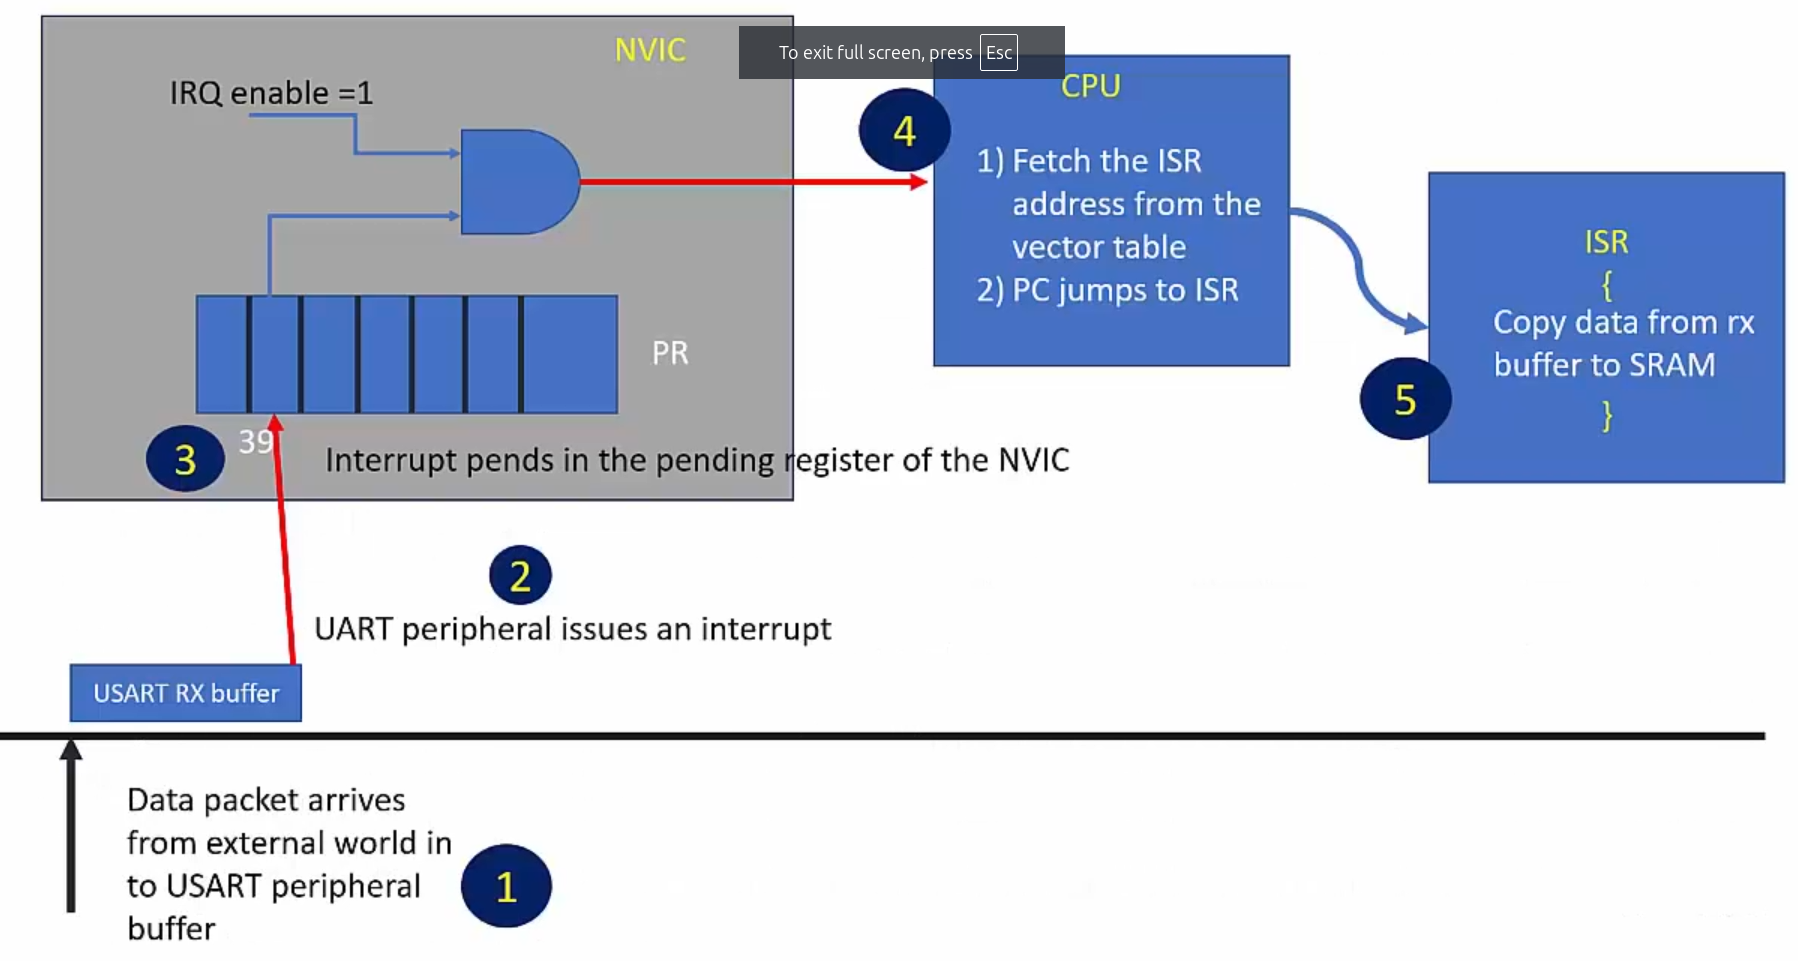 NVIC
To exit full screen, press Esc
IRQ enable =1
CPU
4
1) Fetch the ISR
address from the
vector table
2) PC jumps to ISR
ISR
{
Copy data from rx
buffer to SRAM
}
5
PR
3
39
Interrupt pends in the pending register of the NVIC
2
UART peripheral issues an interrupt
USART RX buffer
Data packet arrives
from external world in
to USART peripheral
buffer
1